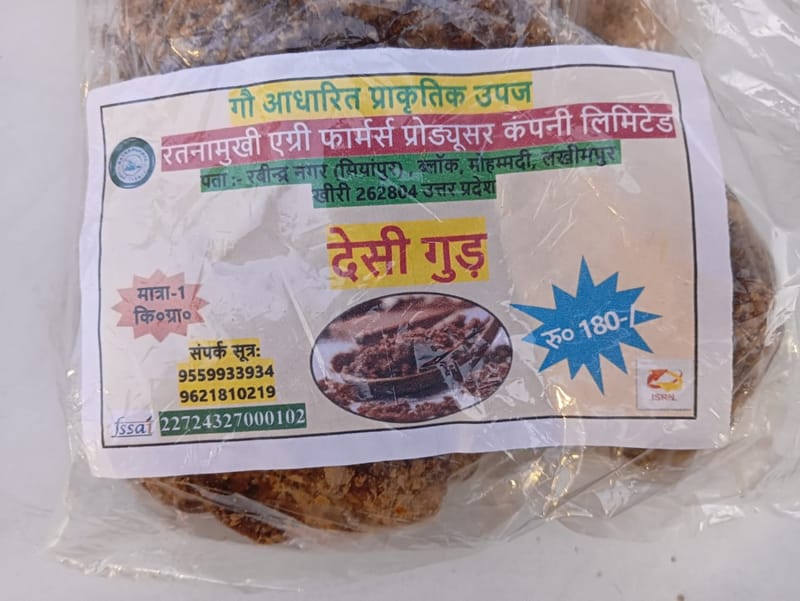 गौ आधारित प्राकृतिक उपज
रतनामुखी एग्री फार्मर्स प्रोड्यूसर कंपनी लिमिटेड
पता :- रबीन्द्र नगर (मियांपुर) ब्लॉक, मोहम्मदी, लखीमपुर
खीरी 262804 उत्तर प्रदेश
देसी गुड़
मात्रा-1
कि०ग्रा०
रु० 180-/
संपर्क सूत्र:
9559933934
9621810219
fssai 22724327000102